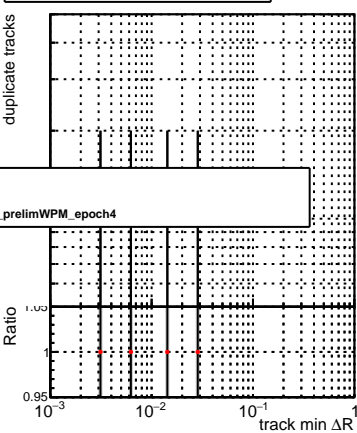 duplicate tracks
_prelimWPM_epoch4
Ratio
1.05
1
0.95
10⁻³ 10⁻² 10⁻¹ 1
track min ΔR